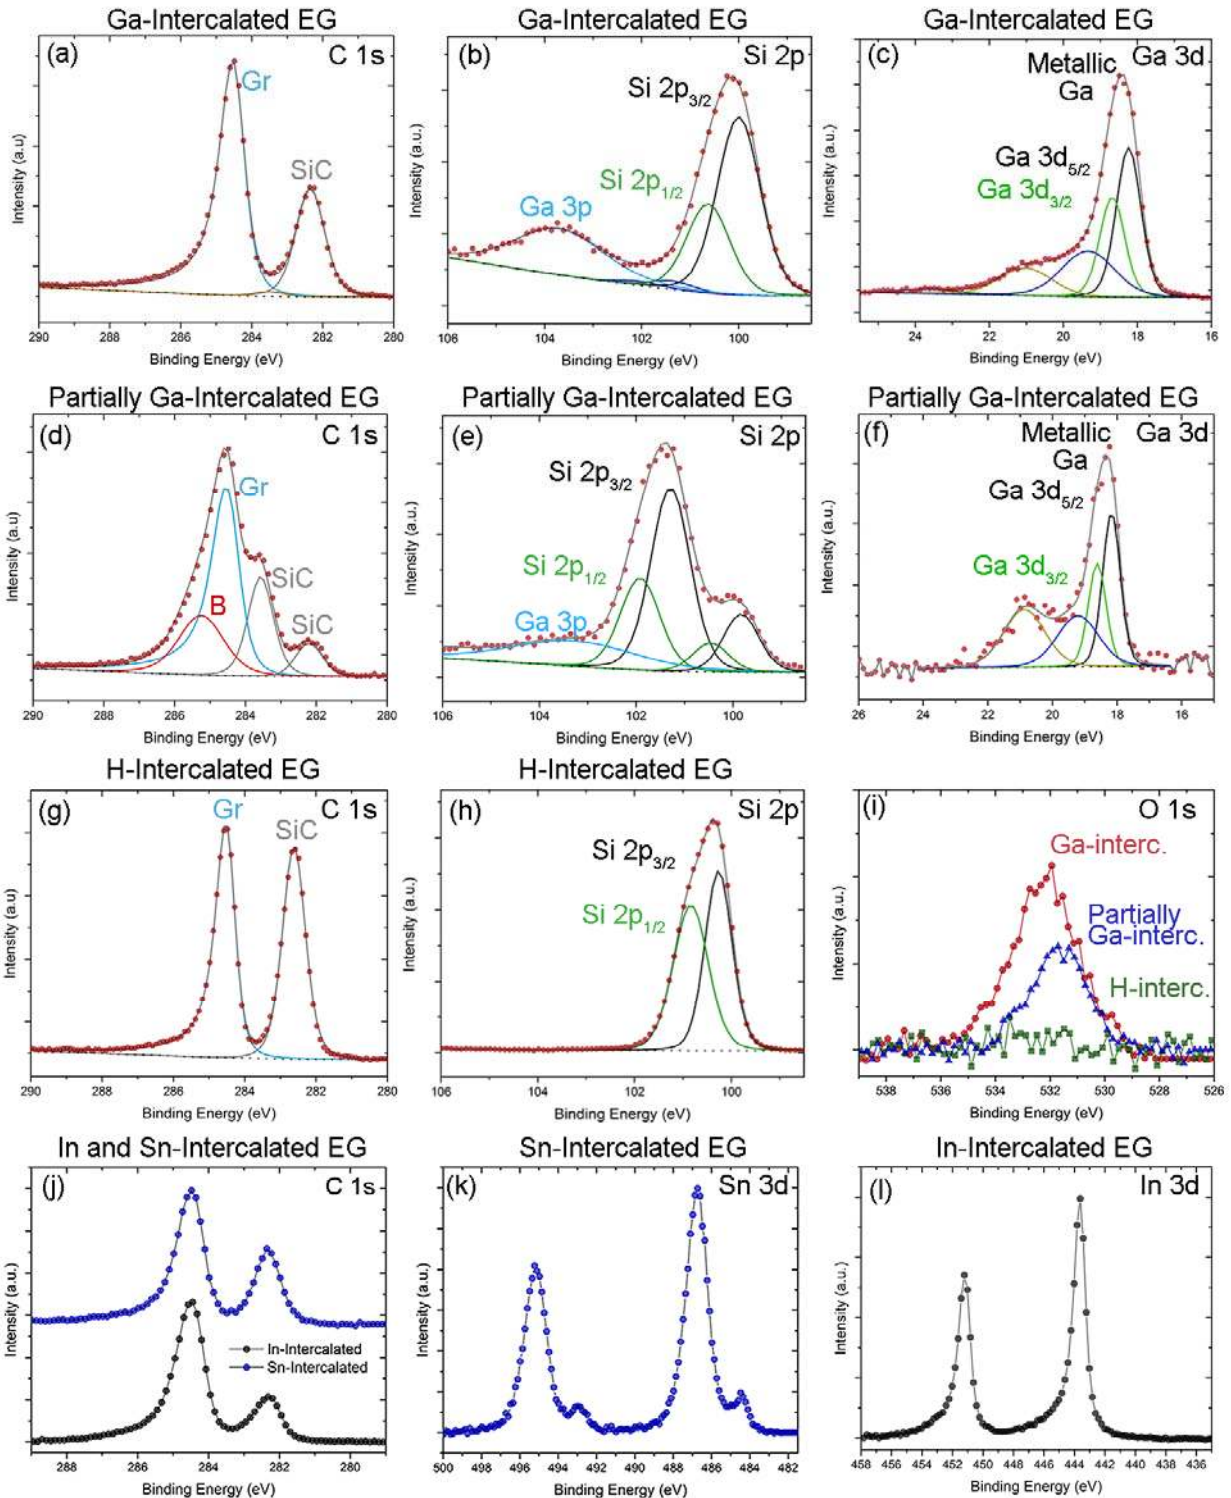 Ga-Intercalated EG
(a)
C 1s
Gr
SiC
Intensity (a.u)
290 288 286 284 282 280
Binding Energy (eV)
Ga-Intercalated EG
(b)
Si 2p
Si 2p3/2
Si 2p1/2
Ga 3p
Intensity (a.u.)
106 104 102 100
Binding Energy (eV)
Ga-Intercalated EG
(c)
Ga 3d
Metallic
Ga
Ga 3d5/2
Ga 3d3/2
Intensity (a.u.)
24 22 20 18 16
Binding Energy (eV)
Partially Ga-Intercalated EG
(d)
C 1s
Gr
SiC
B
SiC
Intensity (a.u)
290 288 286 284 282 280
Binding Energy (eV)
Partially Ga-Intercalated EG
(e)
Si 2p
Si 2p3/2
Si 2p1/2
Ga 3p
Intensity (a.u.)
106 104 102 100
Binding Energy (eV)
Partially Ga-Intercalated EG
(f)
Metallic
Ga 3d
Ga
Ga 3d5/2
Ga 3d3/2
Intensity (a.u.)
26 24 22 20 18 16
Binding Energy (eV)
H-Intercalated EG
(g)
C 1s
Gr
SiC
Intensity (a.u)
290 288 286 284 282 280
Binding Energy (eV)
H-Intercalated EG
(h)
Si 2p
Si 2p3/2
Si 2p1/2
Intensity (a.u.)
106 104 102 100
Binding Energy (eV)
(i)
O 1s
Ga-interc.
Partially
Ga-interc.
H-interc.
Intensity (a.u.)
538 536 534 532 530 528 526
Binding Energy (eV)
In and Sn-Intercalated EG
(j)
C 1s
In-Intercalated
Sn-Intercalated
Intensity (a.u.)
288 286 284 282 280
Binding Energy (eV)
Sn-Intercalated EG
(k)
Sn 3d
Intensity (a.u.)
500 498 496 494 492 490 488 486 484 482
Binding Energy (eV)
In-Intercalated EG
(l)
In 3d
Intensity (a.u.)
458 456 454 452 450 448 446 444 442 440 438 436
Binding Energy (eV)